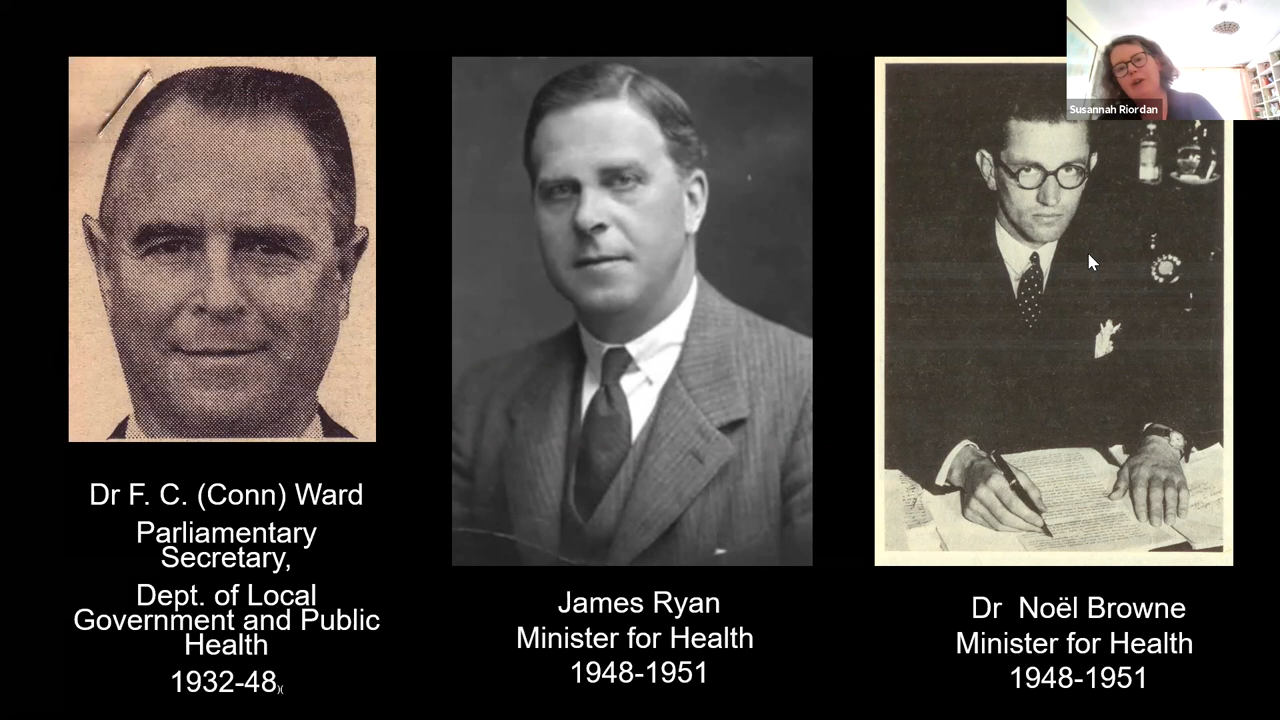 Susannah Riordan
Dr F. C. (Conn) Ward
Parliamentary
Secretary,
Dept. of Local
Government and Public
Health
1932-48)(
James Ryan
Minister for Health
1948-1951
Dr Noël Browne
Minister for Health
1948-1951